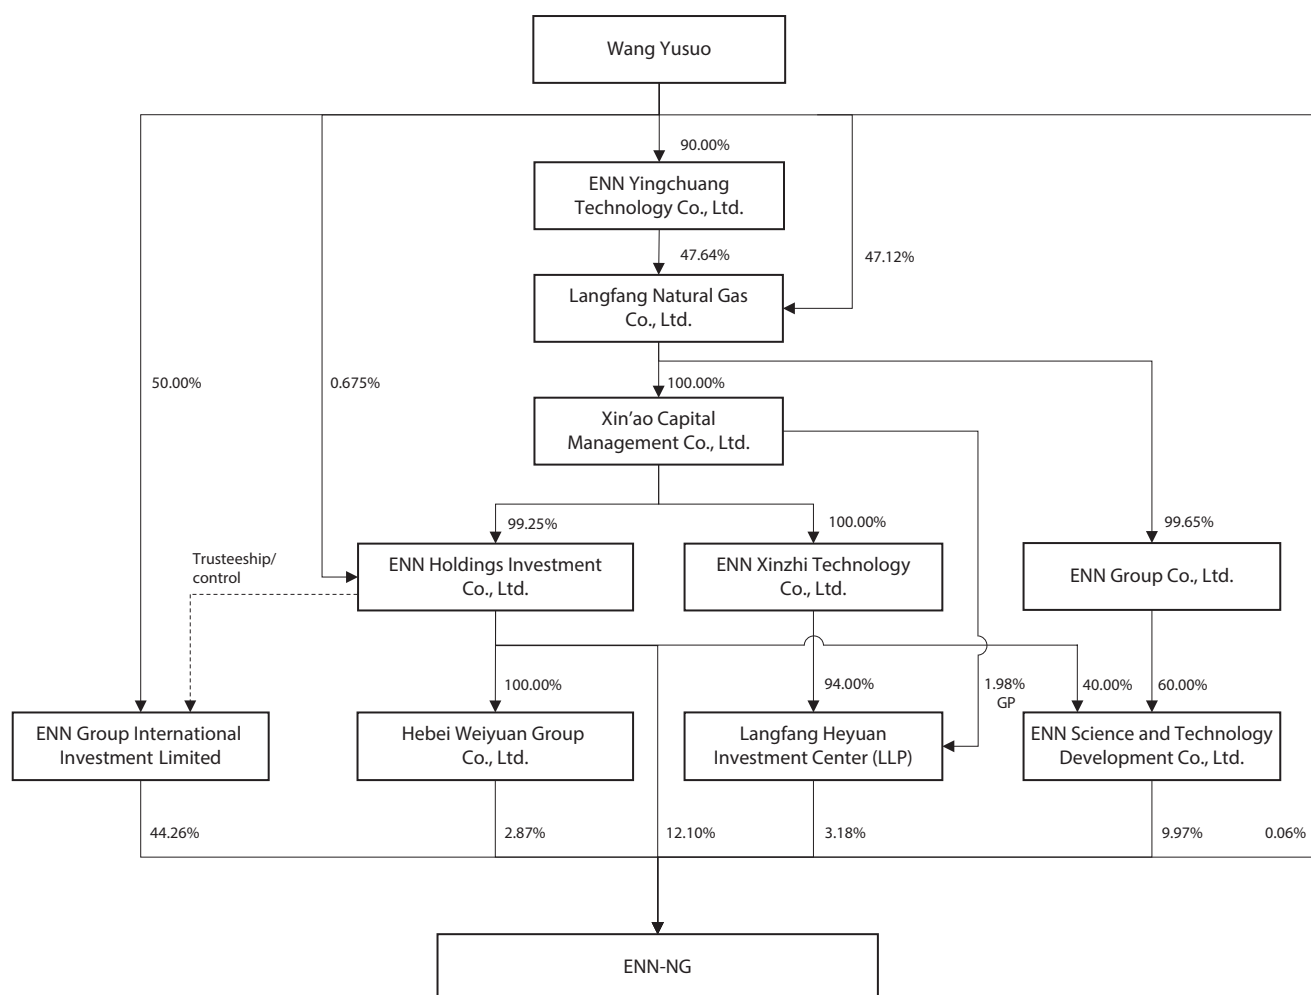 Wang Yusuo
90.00%
ENN Yingchuang
Technology Co., Ltd.
47.64%
47.12%
Langfang Natural Gas
Co., Ltd.
50.00%
0.675%
100.00%
Xin’ao Capital
Management Co., Ltd.
99.25%
100.00%
99.65%
Trusteeship/
control
ENN Holdings Investment
Co., Ltd.
ENN Xinzhi Technology
Co., Ltd.
ENN Group Co., Ltd.
100.00%
94.00%
1.98%
GP
40.00%
60.00%
ENN Group International
Investment Limited
Hebei Weiyuan Group
Co., Ltd.
Langfang Heyuan
Investment Center (LLP)
ENN Science and Technology
Development Co., Ltd.
44.26%
2.87%
12.10%
3.18%
9.97%
0.06%
ENN-NG